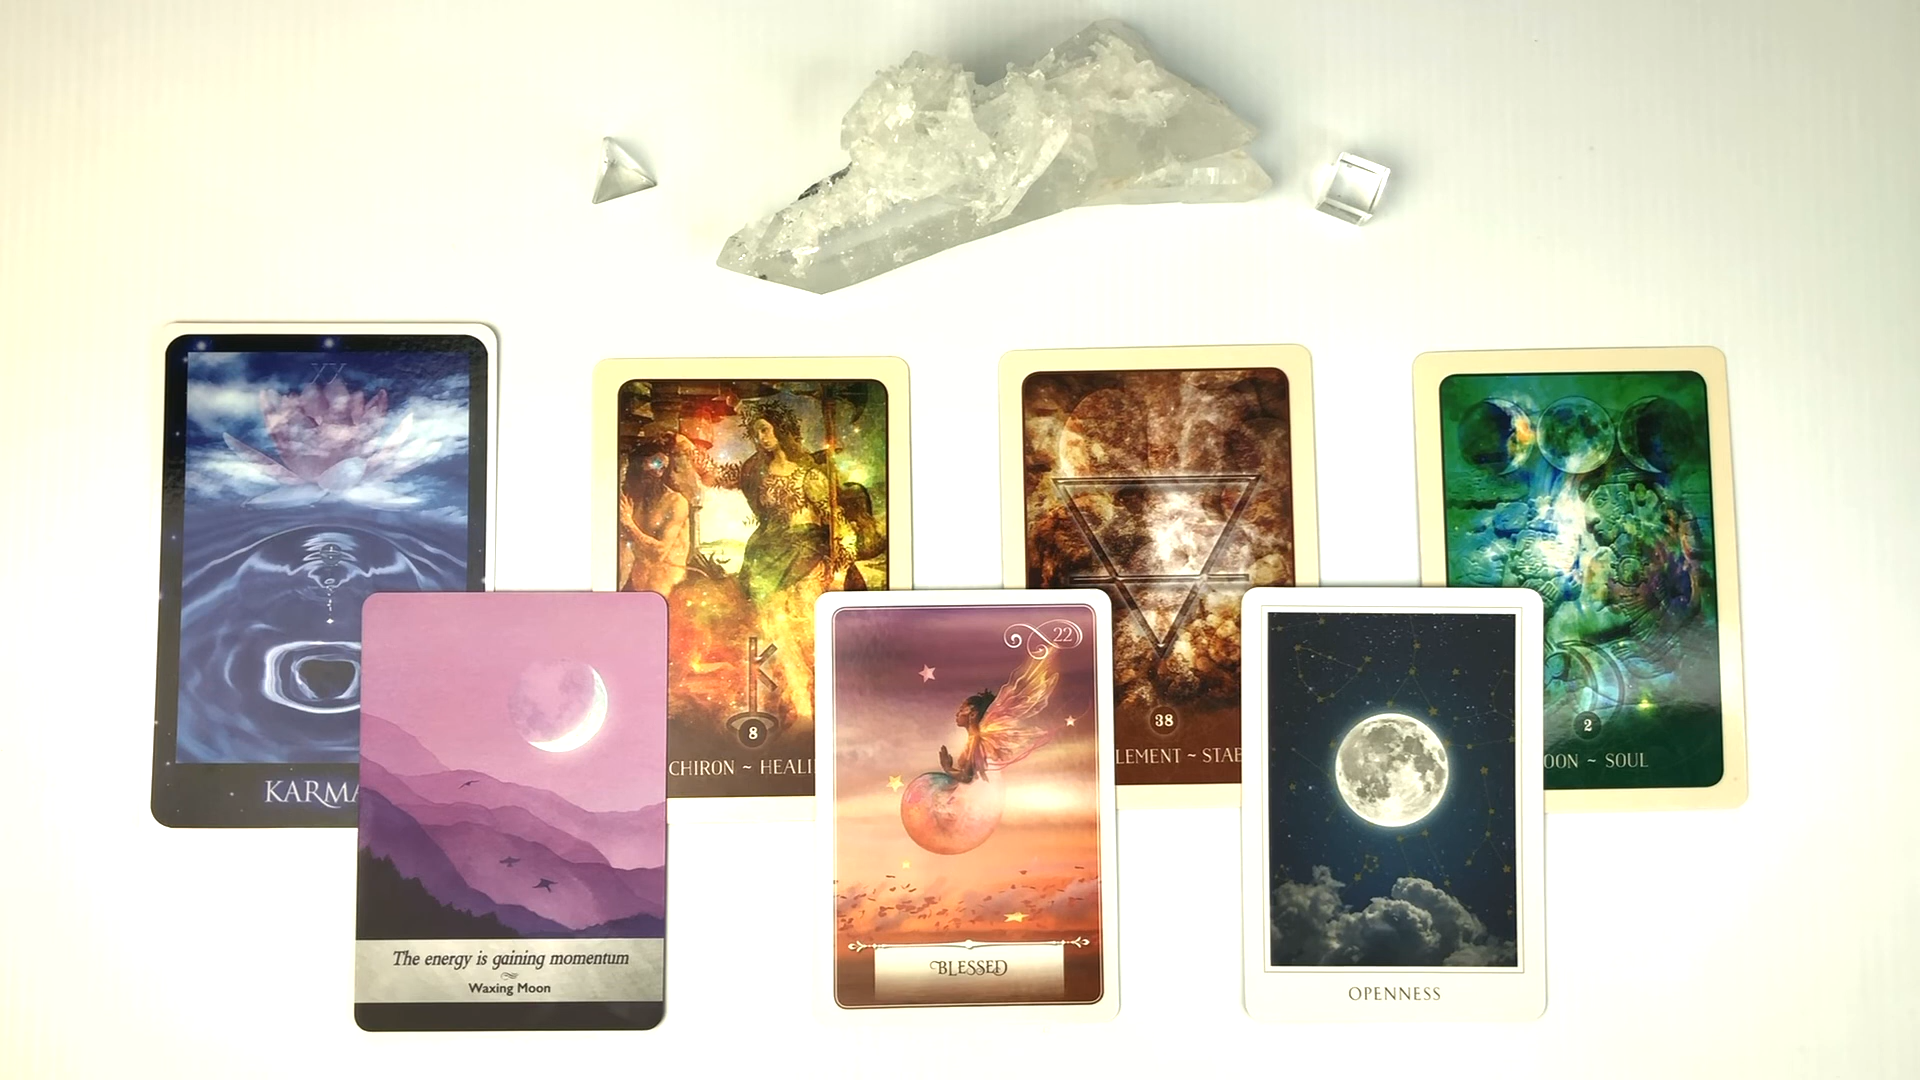 KARMA
8
CHIRON ~ HEALI
38
LEMENT ~ STAB
2
OON ~ SOUL
The energy is gaining momentum
Waxing Moon
22
BLESSED
OPENNESS